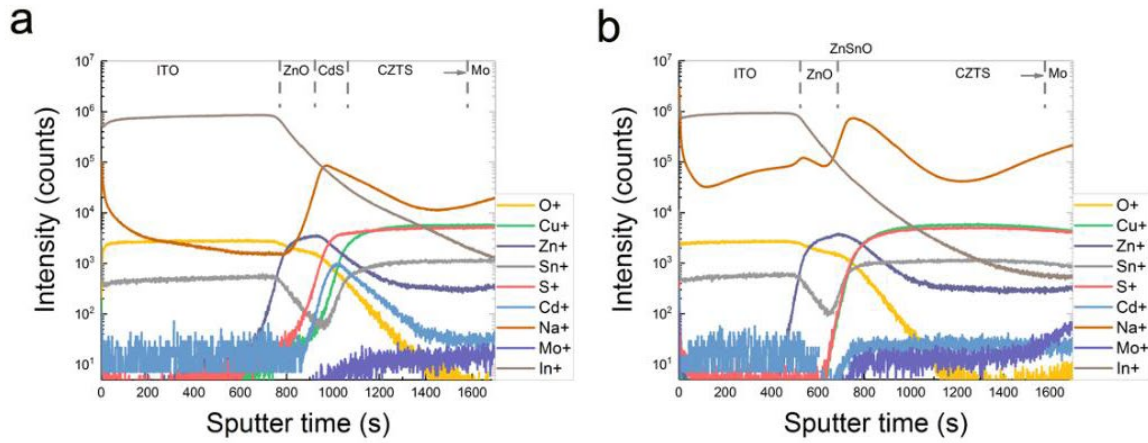 a
ITO
ZnO
CdS
CZTS
Mo
Intensity (counts)
10^7
10^6
10^5
10^4
10^3
10^2
10^1
0 200 400 600 800 1000 1200 1400 1600
Sputter time (s)
O+
Cu+
Zn+
Sn+
S+
Cd+
Na+
Mo+
In+
b
ZnSnO
ITO
ZnO
CZTS
Mo
Intensity (counts)
10^7
10^6
10^5
10^4
10^3
10^2
10^1
0 200 400 600 800 1000 1200 1400 1600
Sputter time (s)
O+
Cu+
Zn+
Sn+
S+
Cd+
Na+
Mo+
In+